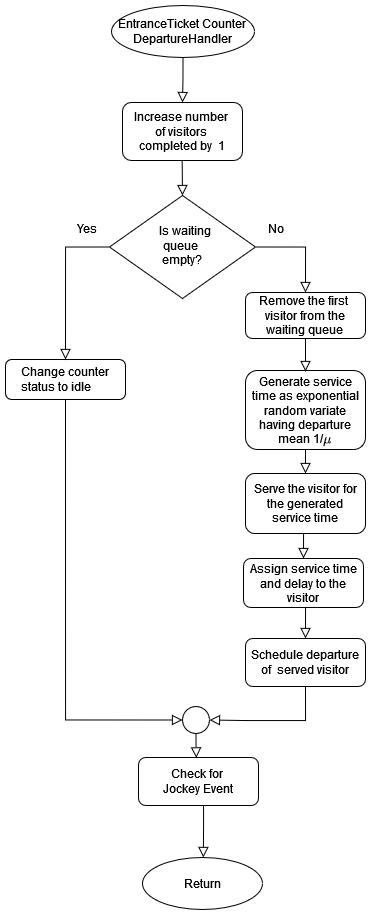 EntranceTicket Counter
DepartureHandler
Increase number
of visitors
completed by 1
Is waiting
queue
empty?
Yes
No
Remove the first
visitor from the
waiting queue
Change counter
status to idle
Generate service
time as exponential
random variate
having departure
mean 1/μ
Serve the visitor for
the generated
service time
Assign service time
and delay to the
visitor
Schedule departure
of served visitor
Check for
Jockey Event
Return